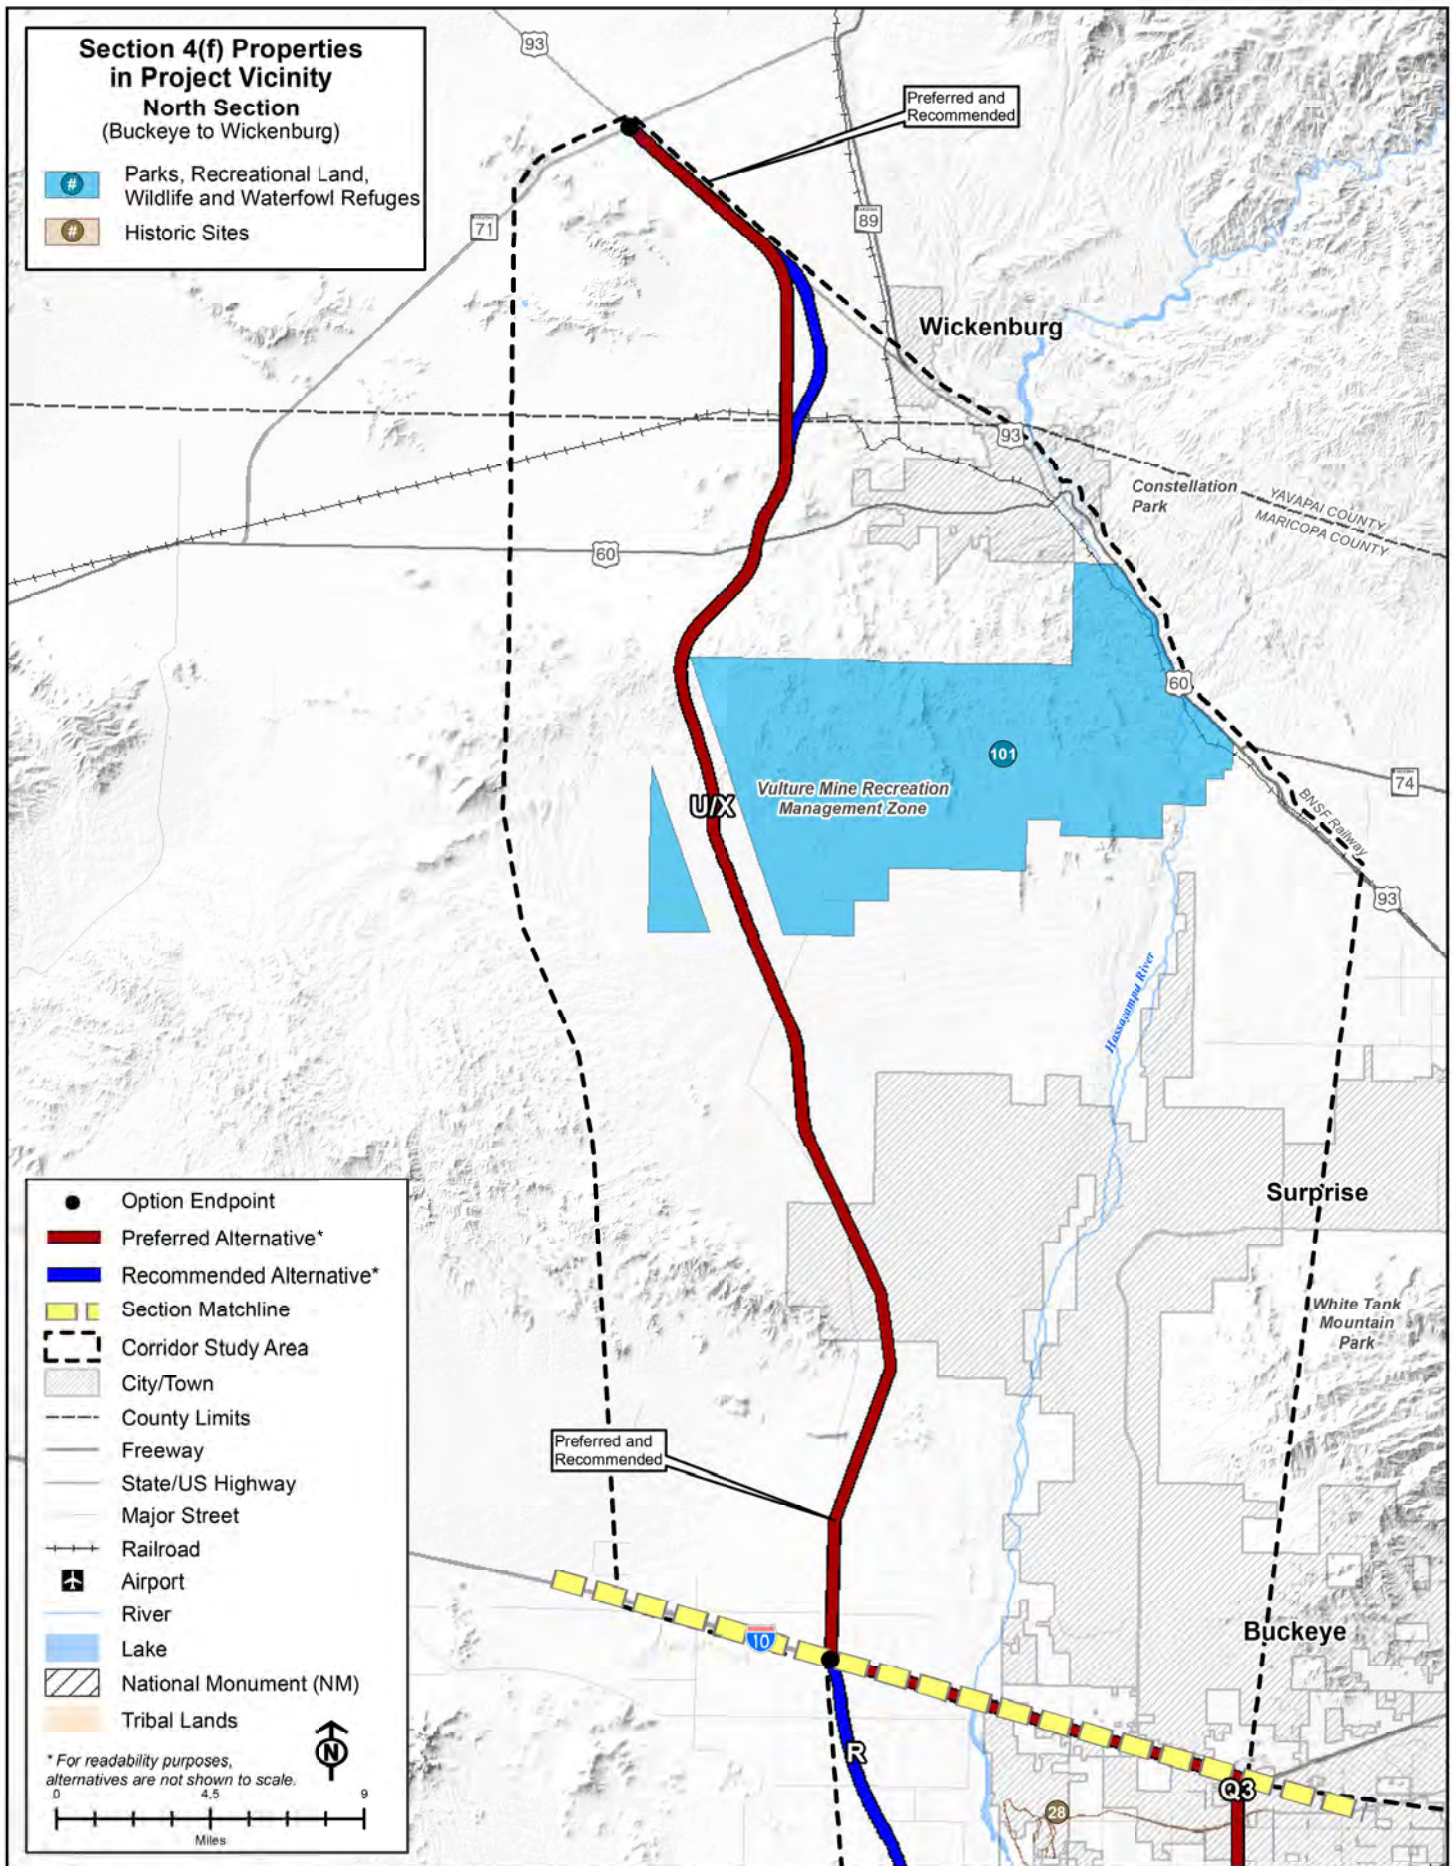 Section 4(f) Properties
in Project Vicinity
North Section
(Buckeye to Wickenburg)
#
Parks, Recreational Land,
Wildlife and Waterfowl Refuges
#
Historic Sites
93
Preferred and
Recommended
71
89
Wickenburg
93
Constellation
Park
YAVAPAI COUNTY
MARICOPA COUNTY
60
60
101
Vulture Mine Recreation
Management Zone
U/X
74
BNSF Railway
93
Hassayampa River
Surprise
White Tank
Mountain
Park
Preferred and
Recommended
Buckeye
10
R
Q3
28
Option Endpoint
Preferred Alternative*
Recommended Alternative*
Section Matchline
Corridor Study Area
City/Town
County Limits
Freeway
State/US Highway
Major Street
Railroad
Airport
River
Lake
National Monument (NM)
Tribal Lands
* For readability purposes,
alternatives are not shown to scale.
N
0 4.5 9
Miles